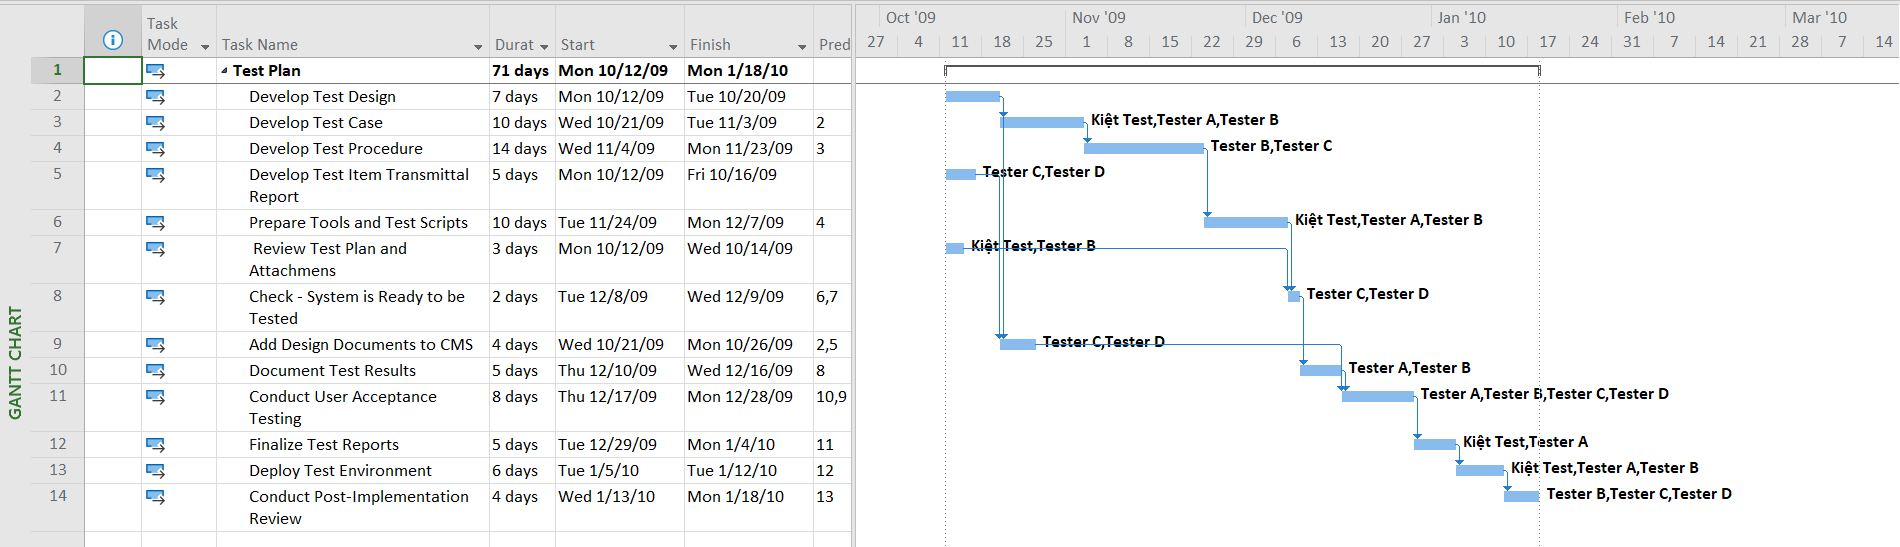 Task Mode Task Name Durat Start Finish Pred
Oct '09 Nov '09 Dec '09 Jan '10 Feb '10 Mar '10
27 4 11 18 25 1 8 15 22 29 6 13 20 27 3 10 17 24 31 7 14 21 28 7 14
GANTT CHART
1 Test Plan 71 days Mon 10/12/09 Mon 1/18/10
2 Develop Test Design 7 days Mon 10/12/09 Tue 10/20/09
3 Develop Test Case 10 days Wed 10/21/09 Tue 11/3/09 2 Kiệt Test,Tester A,Tester B
4 Develop Test Procedure 14 days Wed 11/4/09 Mon 11/23/09 3 Tester B,Tester C
5 Develop Test Item Transmittal 5 days Mon 10/12/09 Fri 10/16/09 Tester C,Tester D
Report
6 Prepare Tools and Test Scripts 10 days Tue 11/24/09 Mon 12/7/09 4 Kiệt Test,Tester A,Tester B
7 Review Test Plan and 3 days Mon 10/12/09 Wed 10/14/09 Kiệt Test,Tester B
Attachmens
8 Check - System is Ready to be 2 days Tue 12/8/09 Wed 12/9/09 6,7 Tester C,Tester D
Tested
9 Add Design Documents to CMS 4 days Wed 10/21/09 Mon 10/26/09 2,5 Tester C,Tester D
10 Document Test Results 5 days Thu 12/10/09 Wed 12/16/09 8 Tester A,Tester B
11 Conduct User Acceptance 8 days Thu 12/17/09 Mon 12/28/09 10,9 Tester A,Tester B,Tester C,Tester D
Testing
12 Finalize Test Reports 5 days Tue 12/29/09 Mon 1/4/10 11 Kiệt Test,Tester A
13 Deploy Test Environment 6 days Tue 1/5/10 Tue 1/12/10 12 Kiệt Test,Tester A,Tester B
14 Conduct Post-Implementation 4 days Wed 1/13/10 Mon 1/18/10 13 Tester B,Tester C,Tester D
Review